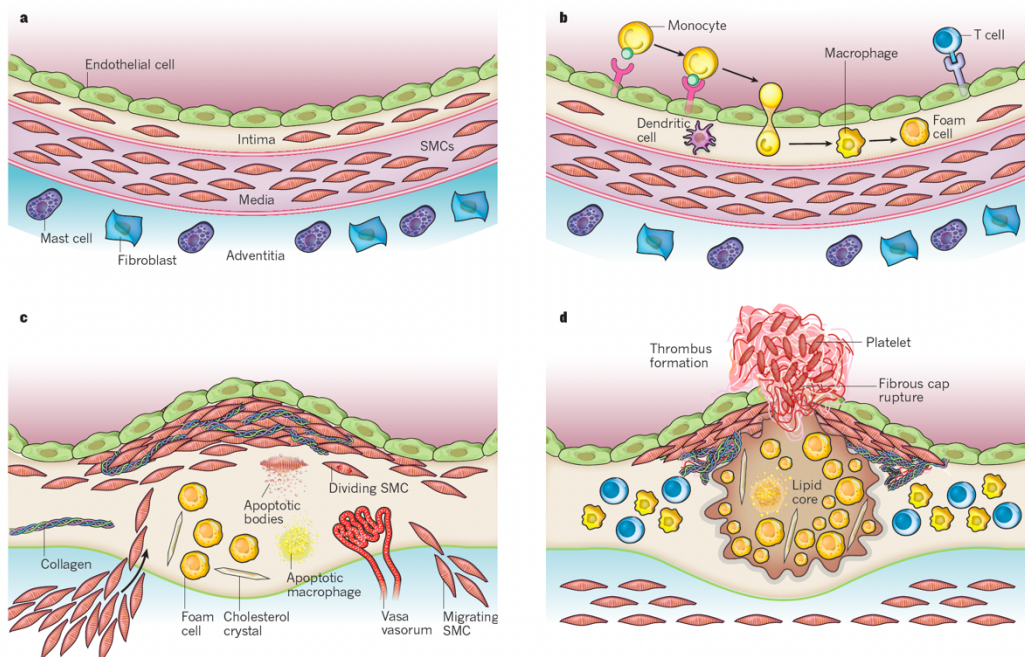 a
Endothelial cell
Intima
SMCs
Media
Mast cell
Fibroblast
Adventitia
b
Monocyte
Macrophage
T cell
Dendritic
cell
Foam
cell
c
Apoptotic
bodies
Dividing SMC
Collagen
Apoptotic
macrophage
Foam
cell
Cholesterol
crystal
Vasa
vasorum
Migrating
SMC
d
Thrombus
formation
Platelet
Fibrous cap
rupture
Lipid
core